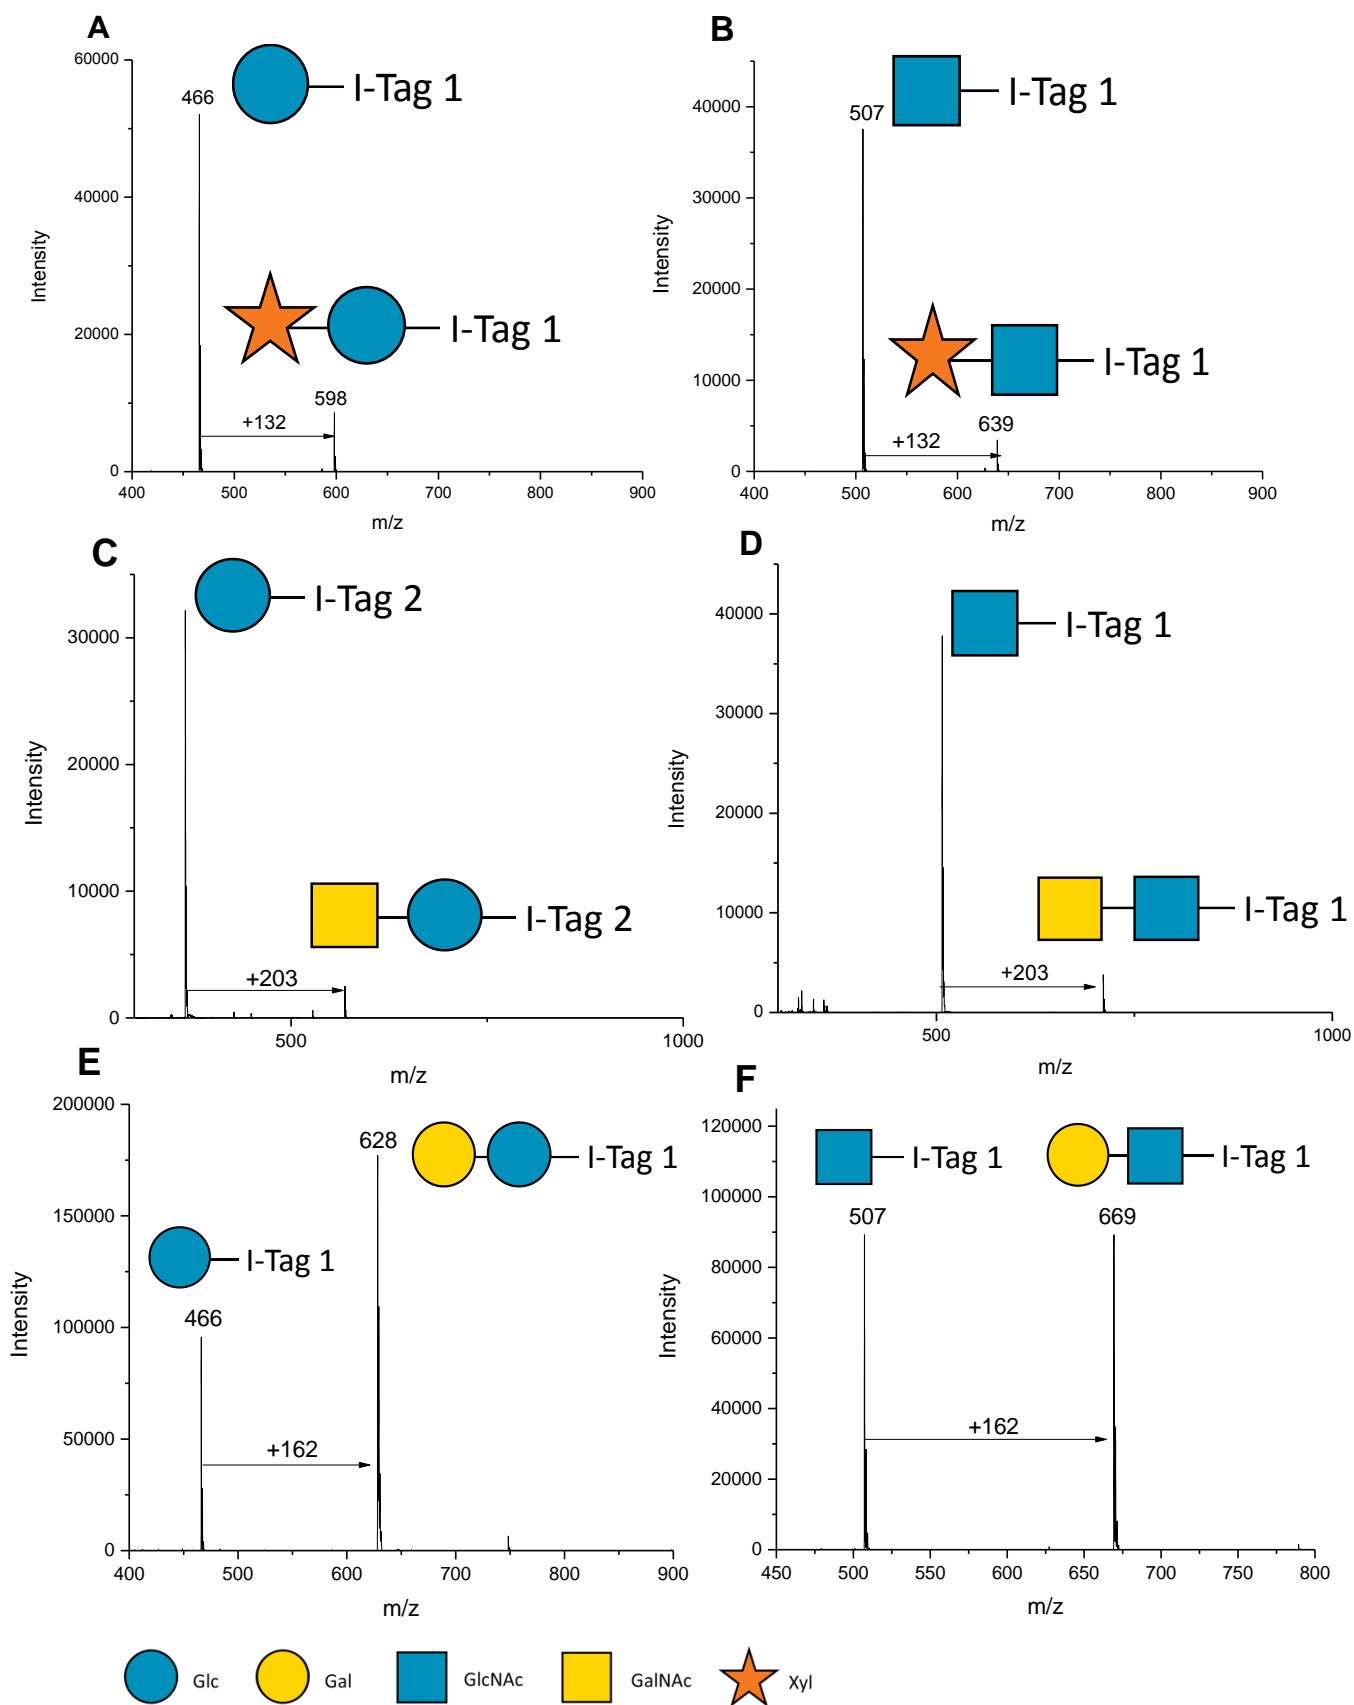 A
60000
40000
20000
0
Intensity
466
I-Tag 1
I-Tag 1
598
+132
400 500 600 700 800 900
m/z
B
40000
30000
20000
10000
0
Intensity
507
I-Tag 1
I-Tag 1
639
+132
400 500 600 700 800 900
m/z
C
30000
20000
10000
0
Intensity
I-Tag 2
I-Tag 2
+203
500 1000
m/z
D
40000
30000
20000
10000
0
Intensity
I-Tag 1
I-Tag 1
+203
500 1000
m/z
E
200000
150000
100000
50000
0
Intensity
628
I-Tag 1
I-Tag 1
466
+162
400 500 600 700 800 900
m/z
F
120000
100000
80000
60000
40000
20000
0
Intensity
I-Tag 1
I-Tag 1
507
669
+162
450 500 550 600 650 700 750 800
m/z
Glc Gal GlcNAc GalNAc Xyl